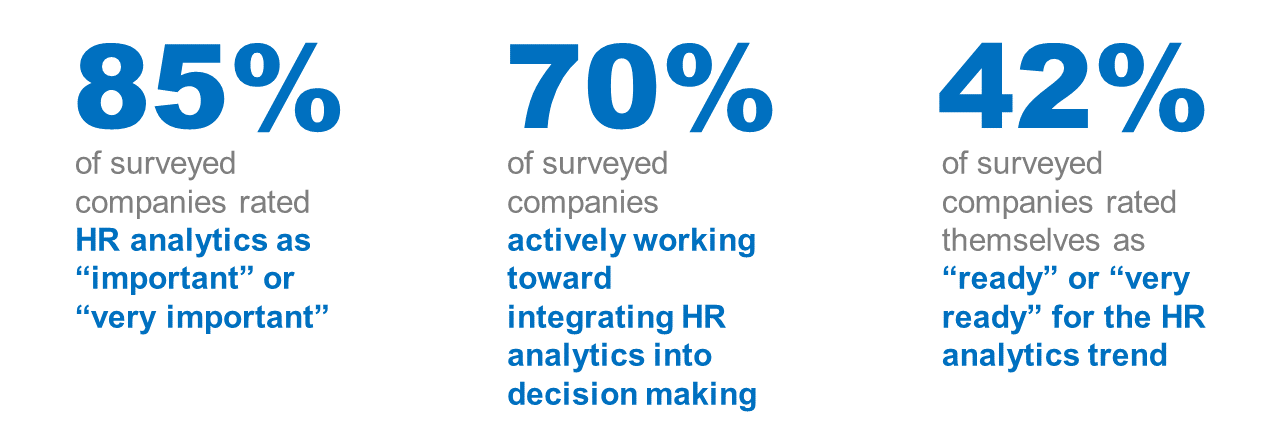 85%
of surveyed
companies rated
HR analytics as
“important” or
“very important”
70%
of surveyed
companies
actively working
toward
integrating HR
analytics into
decision making
42%
of surveyed
companies rated
themselves as
“ready” or “very
ready” for the HR
analytics trend